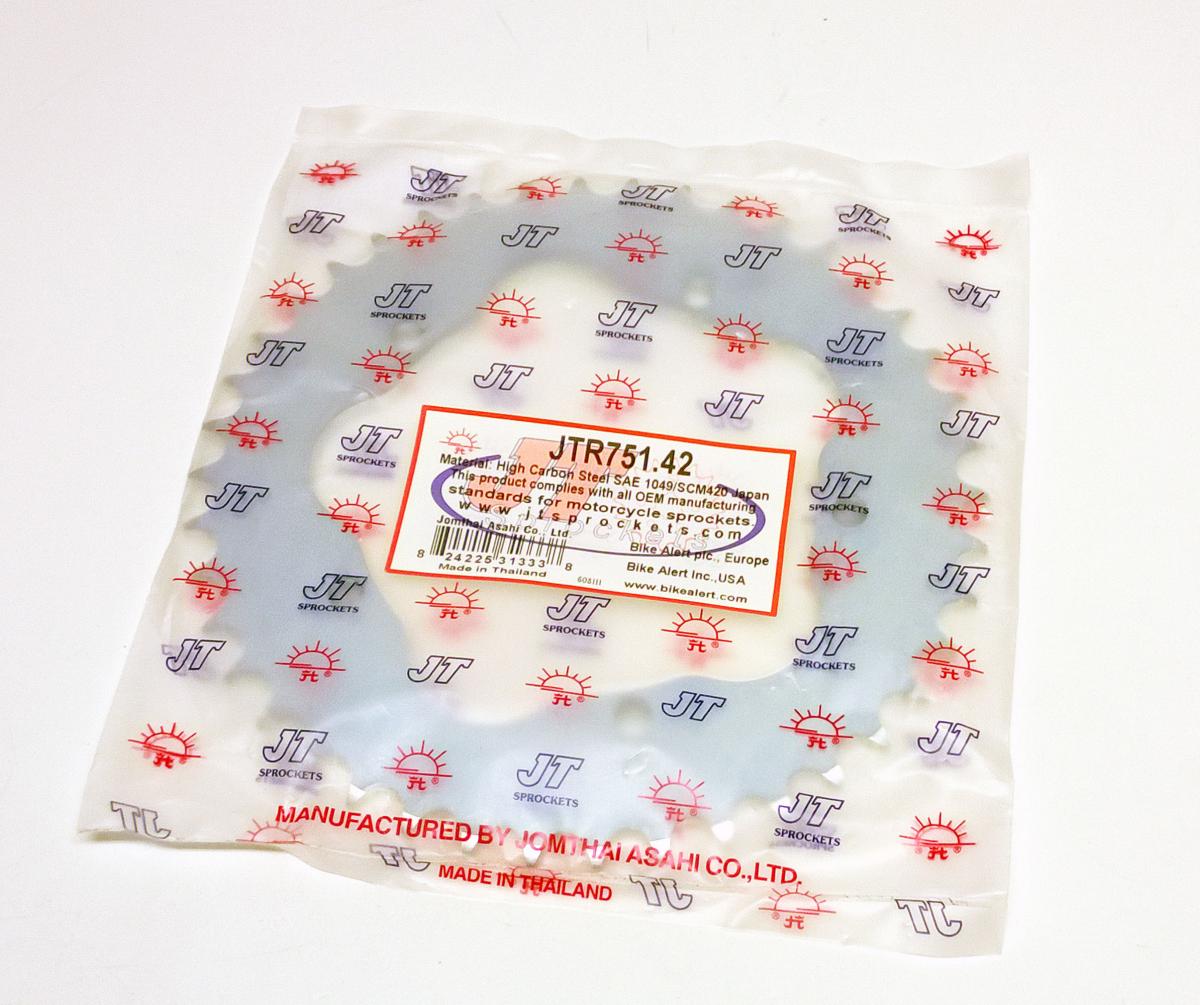 JTR751.42
Material: High Carbon Steel SAE 1049/SCM420 Japan
This product complies with all OEM manufacturing
standards for motorcycle sprockets.
www.jtsprockets.com
Jomthai Asahi Co., Ltd.
8 24225 31333 8
Made in Thailand
605III
Bike Alert plc., Europe
Bike Alert Inc.,USA
www.bikealert.com
JT
SPROCKETS
MANUFACTURED BY JOMTHAI ASAHI CO.,LTD.
MADE IN THAILAND